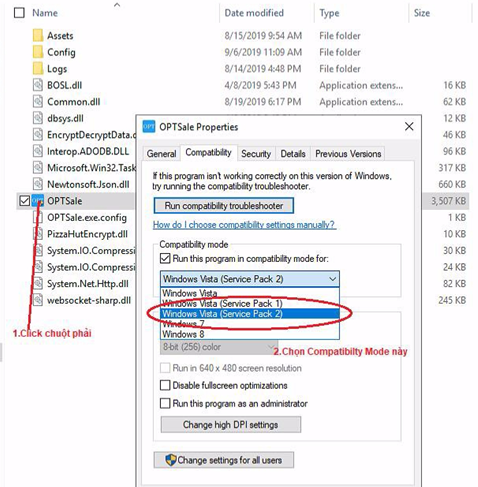 Name Date modified Type Size
Assets 8/15/2019 9:54 AM File folder
Config 9/6/2019 11:09 AM File folder
Logs 8/14/2019 4:48 PM File folder
BOSL.dll 4/8/2019 5:43 PM Application exten... 16 KB
Common.dll 8/19/2019 6:17 PM Application exten... 62 KB
dbsys.dll 12 KB
EncryptDecryptData.d 46 KB
Interop.ADODB.DLL 96 KB
Microsoft.Win32.Task 317 KB
Newtonsoft.Json.dll 660 KB
OPTSale 3,507 KB
OPTSale.exe.config 1 KB
PizzaHutEncrypt.dll 10 KB
System.IO.Compressi 30 KB
System.IO.Compressi 24 KB
System.Net.Http.dll 82 KB
websocket-sharp.dll 245 KB
1.Click chuột phải
OPT OPTSale Properties
General Compatibility Security Details Previous Versions
If this program isn't working correctly on this version of Windows,
try running the compatibility troubleshooter.
Run compatibility troubleshooter
How do I choose compatibility settings manually?
Compatibility mode
Run this program in compatibility mode for:
Windows Vista (Service Pack 2)
Windows Vista
Windows Vista (Service Pack 1)
Windows Vista (Service Pack 2)
Windows 7
Windows 8
2.Chọn Compatibilty Mode này
8-bit (256) color
Run in 640 x 480 screen resolution
Disable fullscreen optimizations
Run this program as an administrator
Change high DPI settings
Change settings for all users